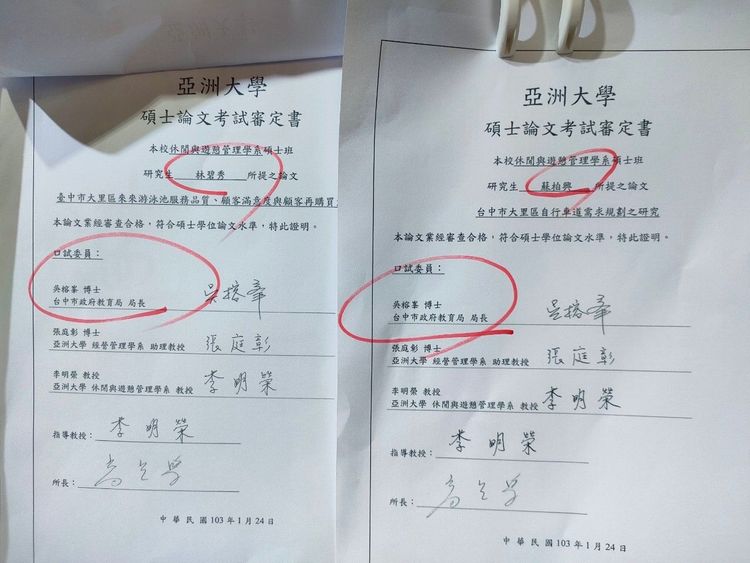 亞洲大學
碩士論文考試審定書
本校休閒與遊憩管理學系碩士班
研究生 林碧秀 所提之論文
臺中市大里區來來游泳池服務品質、顧客滿意度與顧客再購買
本論文業經審查合格，符合碩士學位論文水準，特此證明。
口試委員：
吳榕峯 博士
台中市政府教育局 局長 吳榕峯
張庭彰 博士
亞洲大學 經營管理學系 助理教授 張庭彰
李明榮 教授
亞洲大學 休閒與遊憩管理學系 教授 李明榮
指導教授： 李明榮
所長：
中華民國103年1月24日
亞洲大學
碩士論文考試審定書
本校休閒與遊憩管理學系碩士班
研究生 蘇柏興 所提之論文
台中市大里區自行車道需求規劃之研究
本論文業經審查合格，符合碩士學位論文水準，特此證明。
口試委員：
吳榕峯 博士
台中市政府教育局 局長 吳榕峯
張庭彰 博士
亞洲大學 經營管理學系 助理教授 張庭彰
李明榮 教授
亞洲大學 休閒與遊憩管理學系 教授 李明榮
指導教授： 李明榮
所長：
中華民國103年1月24日